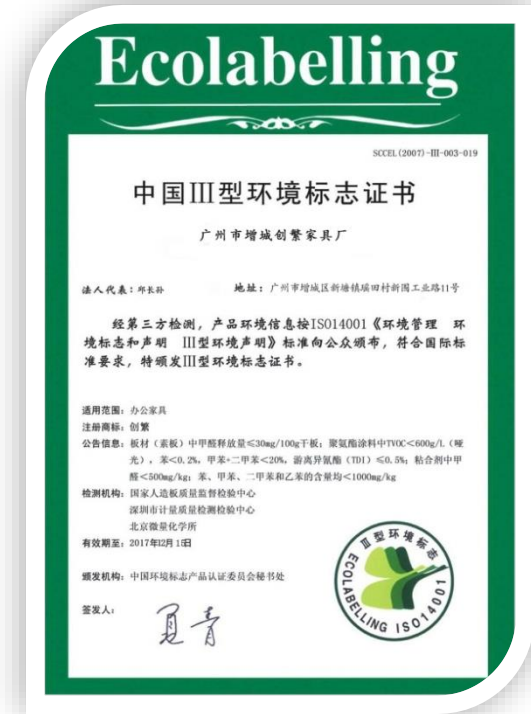 Ecolabelling
SCCEL(2007)-III-003-019
中国III型环境标志证书
广州市增城创繁家具厂
法人代表：邝长孙 地址：广州市增城区新塘镇瑶田村新围工业路11号
经第三方检测，产品环境信息按ISO14001《环境管理 环
境标志和声明 III型环境声明》标准向公众颁布，符合国际标
准要求，特颁发III型环境标志证书。
适用范围：办公家具
注册商标：创繁
公告信息：板材（素板）中甲醛释放量≤30mg/100g干板；聚氨酯涂料中TVOC＜600g/L（哑
光），苯＜0.2%，甲苯+二甲苯＜20%，游离异氰酯（TDI）≤0.5%；粘合剂中甲
醛＜500mg/kg；苯、甲苯、二甲苯和乙苯的含量均＜1000mg/kg
检测机构：国家人造板质量监督检验中心
深圳市计量质量检测检验中心
北京微量化学所
有效期至：2017年12月1日
颁发机构：中国环境标志产品认证委员会秘书处
签发人：夏青
III型环境标志
ECOLABELLING ISO14001